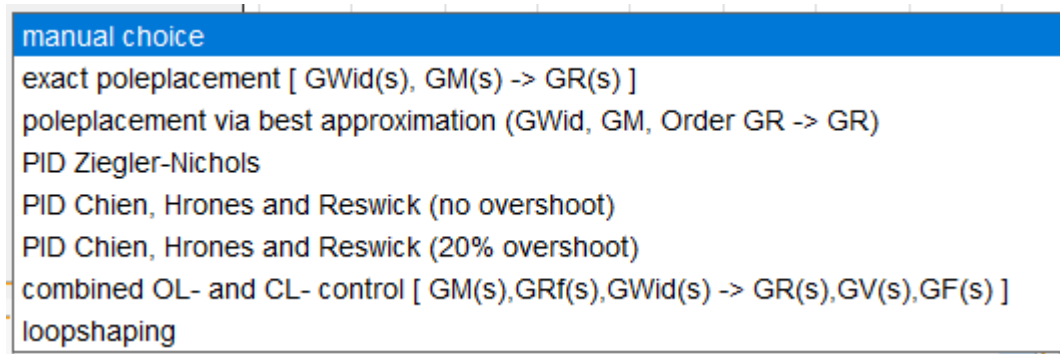 manual choice
exact poleplacement [ GWid(s), GM(s) -> GR(s) ]
poleplacement via best approximation (GWid, GM, Order GR -> GR)
PID Ziegler-Nichols
PID Chien, Hrones and Reswick (no overshoot)
PID Chien, Hrones and Reswick (20% overshoot)
combined OL- and CL- control [ GM(s),GRf(s),GWid(s) -> GR(s),GV(s),GF(s) ]
loopshaping